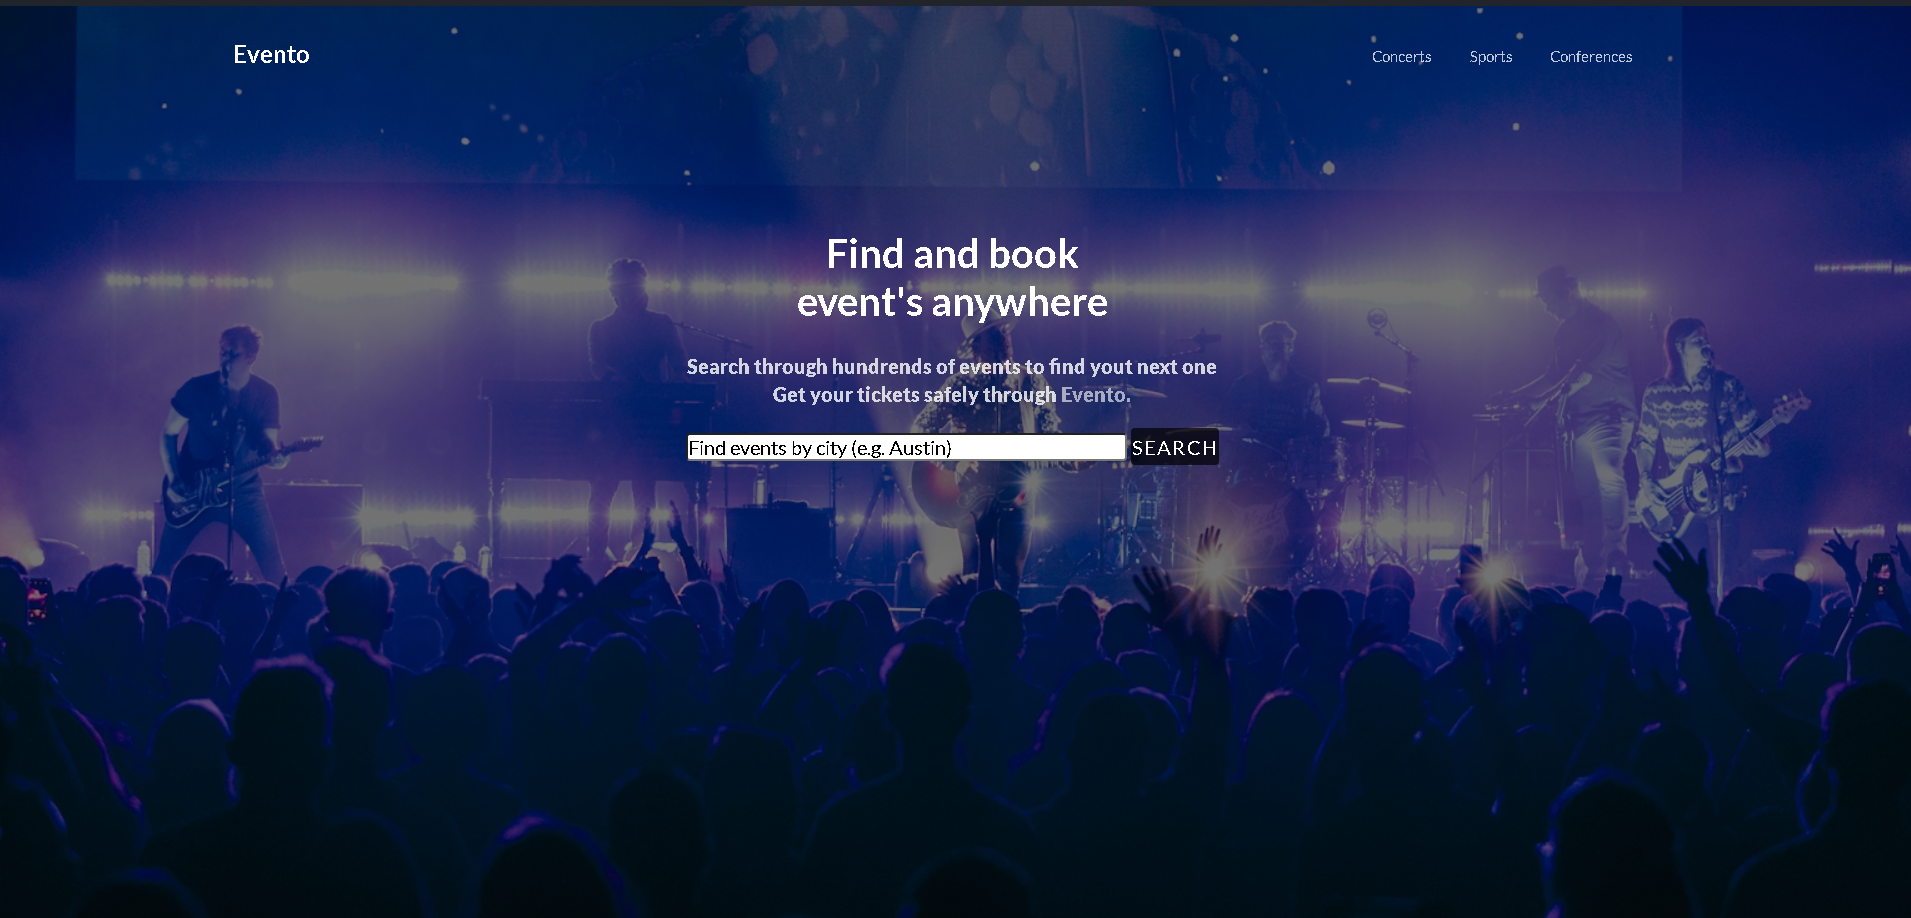 Evento
Concerts Sports Conferences
Find and book
event's anywhere
Search through hundrends of events to find yout next one
Get your tickets safely through Evento.
Find events by city (e.g. Austin) SEARCH